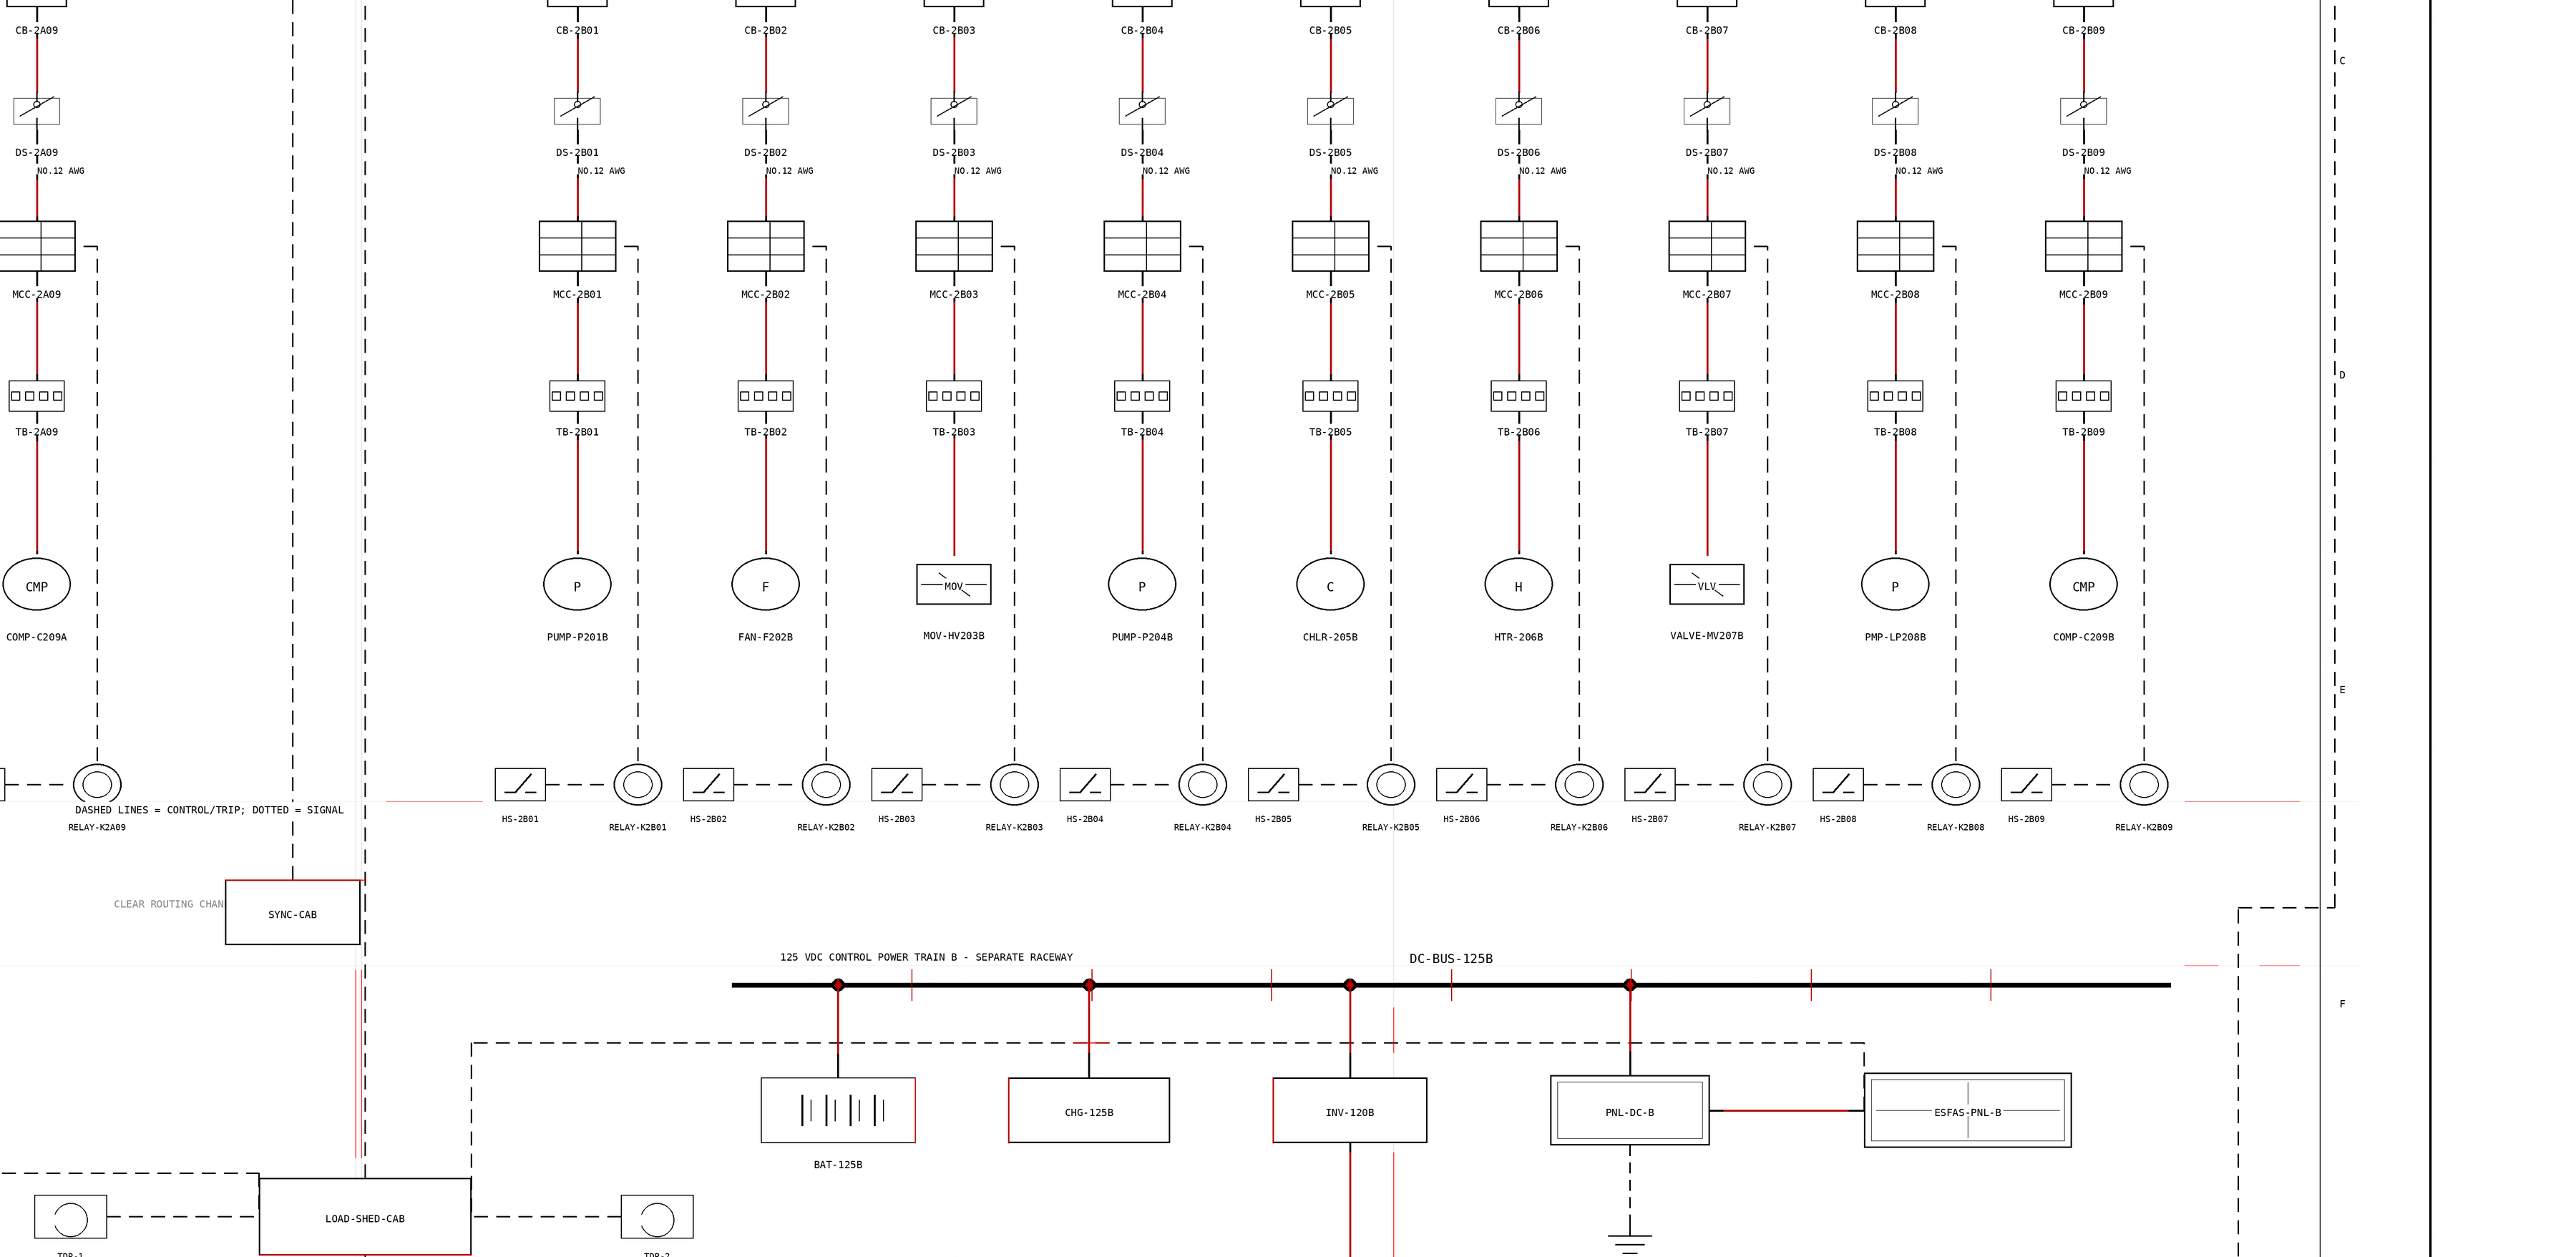 CB-2A09 CB-2B01 CB-2B02 CB-2B03 CB-2B04 CB-2B05 CB-2B06 CB-2B07 CB-2B08 CB-2B09
C
DS-2A09 DS-2B01 DS-2B02 DS-2B03 DS-2B04 DS-2B05 DS-2B06 DS-2B07 DS-2B08 DS-2B09
NO.12 AWG NO.12 AWG NO.12 AWG NO.12 AWG NO.12 AWG NO.12 AWG NO.12 AWG NO.12 AWG NO.12 AWG NO.12 AWG
MCC-2A09 MCC-2B01 MCC-2B02 MCC-2B03 MCC-2B04 MCC-2B05 MCC-2B06 MCC-2B07 MCC-2B08 MCC-2B09
D
TB-2A09 TB-2B01 TB-2B02 TB-2B03 TB-2B04 TB-2B05 TB-2B06 TB-2B07 TB-2B08 TB-2B09
CMP P F MOV P C H VLV P CMP
COMP-C209A PUMP-P201B FAN-F202B MOV-HV203B PUMP-P204B CHLR-205B HTR-206B VALVE-MV207B PMP-LP208B COMP-C209B
E
DASHED LINES = CONTROL/TRIP; DOTTED = SIGNAL
HS-2B01 HS-2B02 HS-2B03 HS-2B04 HS-2B05 HS-2B06 HS-2B07 HS-2B08 HS-2B09
RELAY-K2A09 RELAY-K2B01 RELAY-K2B02 RELAY-K2B03 RELAY-K2B04 RELAY-K2B05 RELAY-K2B06 RELAY-K2B07 RELAY-K2B08 RELAY-K2B09
CLEAR ROUTING CHAN
SYNC-CAB
125 VDC CONTROL POWER TRAIN B - SEPARATE RACEWAY
DC-BUS-125B
F
CHG-125B INV-120B PNL-DC-B ESFAS-PNL-B
BAT-125B
LOAD-SHED-CAB
TDR-1 TDR-2